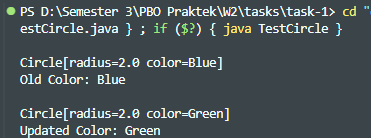 PS D:\Semester 3\PBO Praktek\W2\tasks\task-1> cd "
estCircle.java } ; if ($?) { java TestCircle }
Circle[radius=2.0 color=Blue]
Old Color: Blue
Circle[radius=2.0 color=Green]
Updated Color: Green